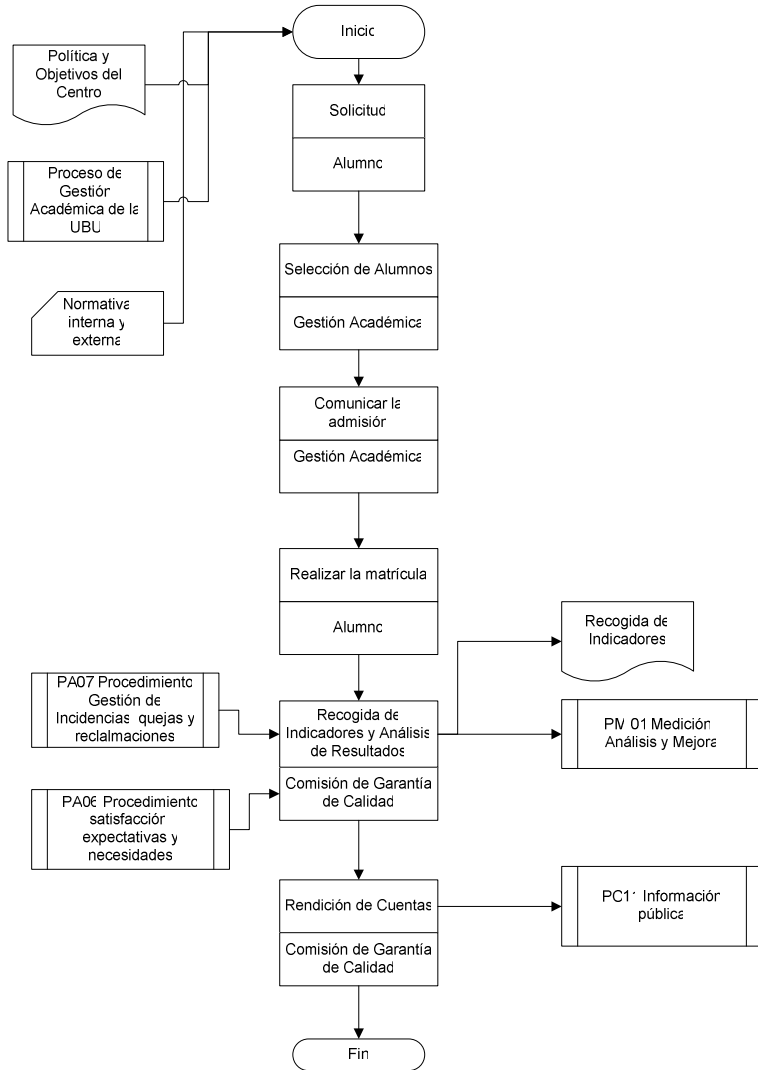 Inicio
Política y
Objetivos del
Centro
Solicitud
Alumno
Proceso de
Gestión
Académica de la
UBU
Selección de Alumnos
Gestión Académica
Normativa
interna y
externa
Comunicar la
admisión
Gestión Académica
Realizar la matrícula
Alumno
Recogida de
Indicadores
PA07 Procedimiento
Gestión de
Incidencias quejas y
reclalmaciones
Recogida de
Indicadores y Análisis
de Resultados
Comisión de Garantía
de Calidad
PM 01 Medición
Análisis y Mejora
PA06 Procedimiento
satisfacción
expectativas y
necesidades
Rendición de Cuentas
Comisión de Garantía
de Calidad
PC11 Información
pública
Fin